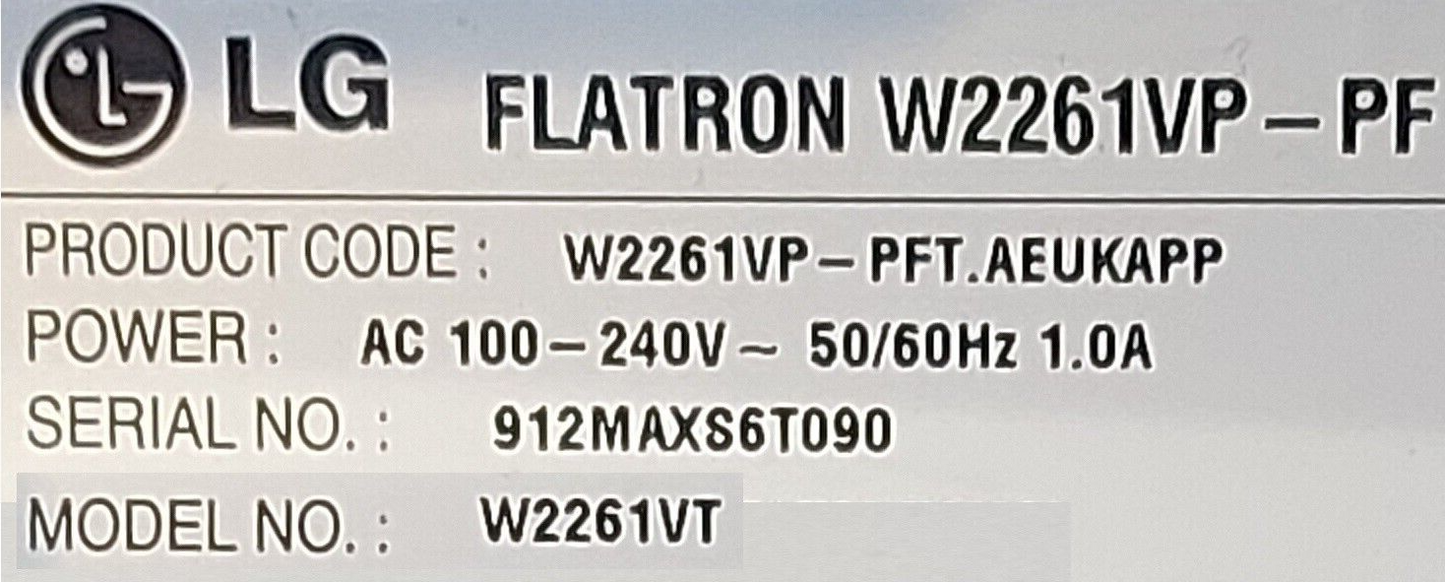 LG FLATRON W2261VP-PF
PRODUCT CODE : W2261VP-PFT.AEUKAPP
POWER : AC 100-240V~ 50/60Hz 1.0A
SERIAL NO. : 912MAXS6T090
MODEL NO. : W2261VT